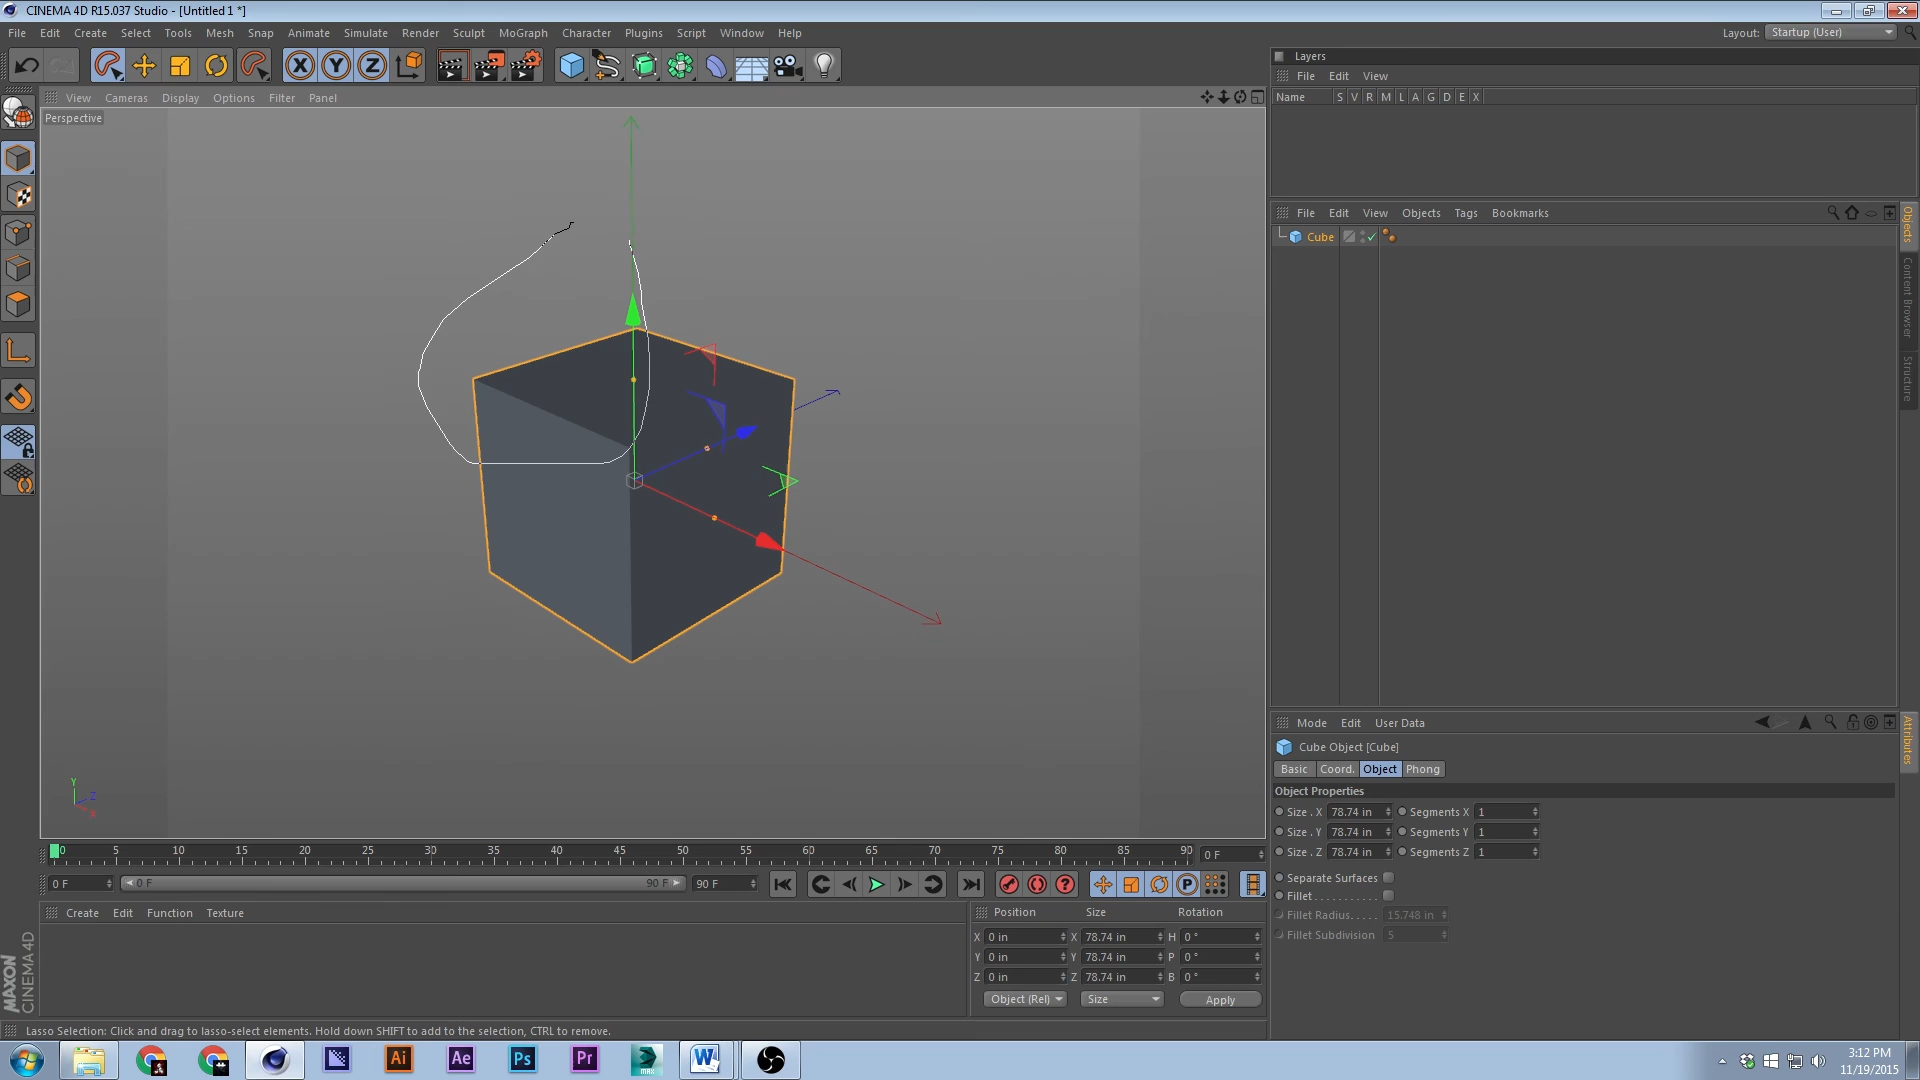 CINEMA 4D R15.037 Studio - [Untitled 1 *]
File Edit Create Select Tools Mesh Snap Animate Simulate Render Sculpt MoGraph Character Plugins Script Window Help
Layout: Startup (User)
X Y Z
Layers
File Edit View
Name S V R M L A G D E X
View Cameras Display Options Filter Panel
Perspective
File Edit View Objects Tags Bookmarks
Cube
Objects
Content Browser
Structure
Y
Z
X
Mode Edit User Data
Attributes
Cube Object [Cube]
Basic Coord. Object Phong
Object Properties
Size . X 78.74 in Segments X 1
Size . Y 78.74 in Segments Y 1
Size . Z 78.74 in Segments Z 1
Separate Surfaces
Fillet . . . . . . . . . . .
Fillet Radius. . . . . 15.748 in
Fillet Subdivision 5
0 5 10 15 20 25 30 35 40 45 50 55 60 65 70 75 80 85 90
0 F
0 F 0 F 90 F 90 F
P
Create Edit Function Texture
Position Size Rotation
X 0 in X 78.74 in H 0 °
Y 0 in Y 78.74 in P 0 °
Z 0 in Z 78.74 in B 0 °
Object (Rel) Size Apply
MAXON
CINEMA 4D
Lasso Selection: Click and drag to lasso-select elements. Hold down SHIFT to add to the selection, CTRL to remove.
Ai Ae Ps Pr MAX W
3:12 PM
11/19/2015